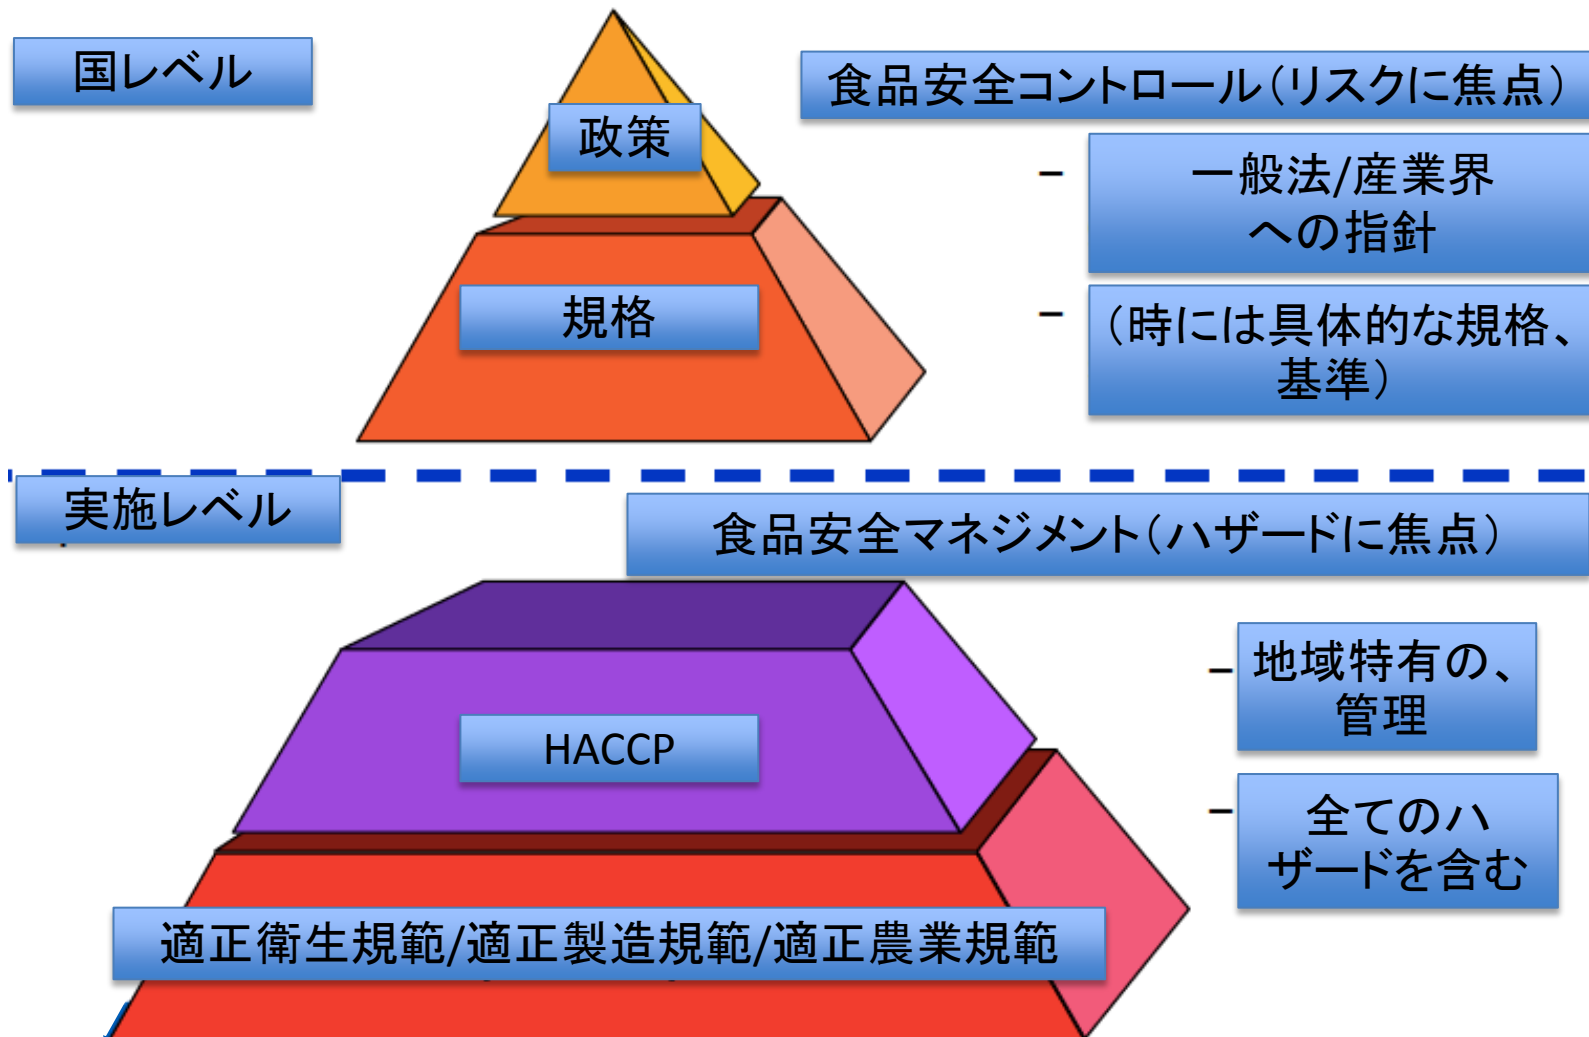 国レベル
食品安全コントロール(リスクに焦点)
政策
– 一般法/産業界
への指針
規格
– (時には具体的な規格、
基準)
実施レベル
食品安全マネジメント(ハザードに焦点)
– 地域特有の、
管理
HACCP
– 全てのハ
ザードを含む
適正衛生規範/適正製造規範/適正農業規範